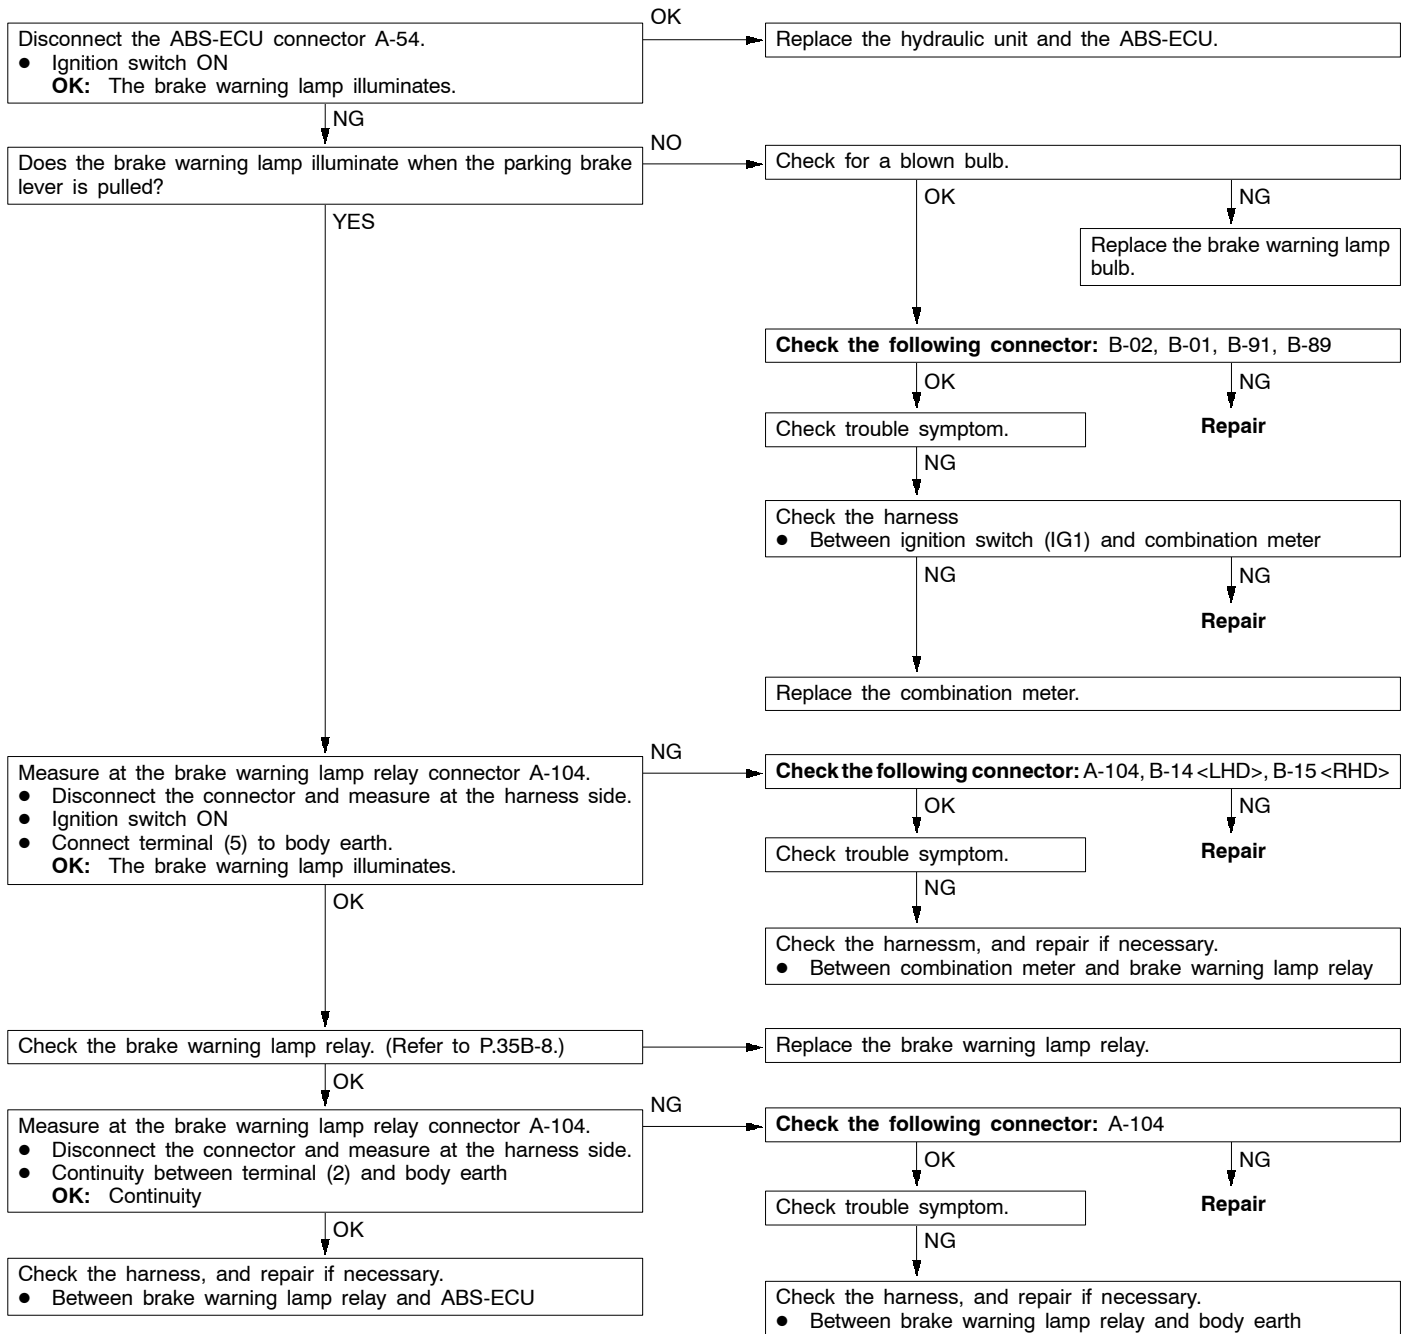 OK
Disconnect the ABS-ECU connector A-54.
● Ignition switch ON
OK: The brake warning lamp illuminates.
Replace the hydraulic unit and the ABS-ECU.
NG
Does the brake warning lamp illuminate when the parking brake
lever is pulled?
NO
Check for a blown bulb.
YES
OK
NG
Replace the brake warning lamp
bulb.
Check the following connector: B-02, B-01, B-91, B-89
OK
NG
Check trouble symptom.
Repair
NG
Check the harness
● Between ignition switch (IG1) and combination meter
NG
NG
Repair
Replace the combination meter.
Measure at the brake warning lamp relay connector A-104.
● Disconnect the connector and measure at the harness side.
● Ignition switch ON
● Connect terminal (5) to body earth.
OK: The brake warning lamp illuminates.
NG
Check the following connector: A-104, B-14 <LHD>, B-15 <RHD>
OK
NG
Check trouble symptom.
Repair
NG
OK
Check the harnessm, and repair if necessary.
● Between combination meter and brake warning lamp relay
Check the brake warning lamp relay. (Refer to P.35B-8.)
Replace the brake warning lamp relay.
OK
Measure at the brake warning lamp relay connector A-104.
● Disconnect the connector and measure at the harness side.
● Continuity between terminal (2) and body earth
OK: Continuity
NG
Check the following connector: A-104
OK
NG
Check trouble symptom.
Repair
OK
NG
Check the harness, and repair if necessary.
● Between brake warning lamp relay and ABS-ECU
Check the harness, and repair if necessary.
● Between brake warning lamp relay and body earth